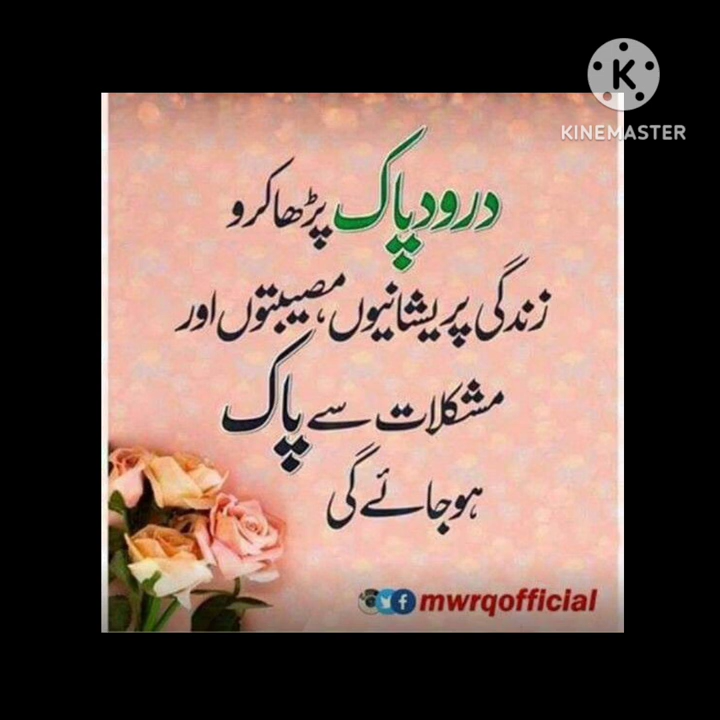 KINEMASTER
درود پاک پڑھا کرو
زندگی پریشانیوں، مصیبتوں اور
مشکلات سے پاک
ہو جائے گی
mwrqofficial